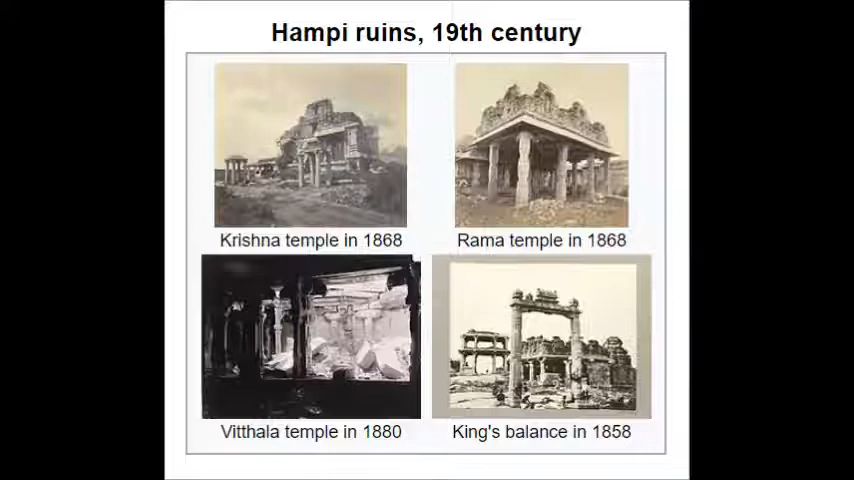 Hampi ruins, 19th century
Krishna temple in 1868
Rama temple in 1868
Vitthala temple in 1880
King's balance in 1858